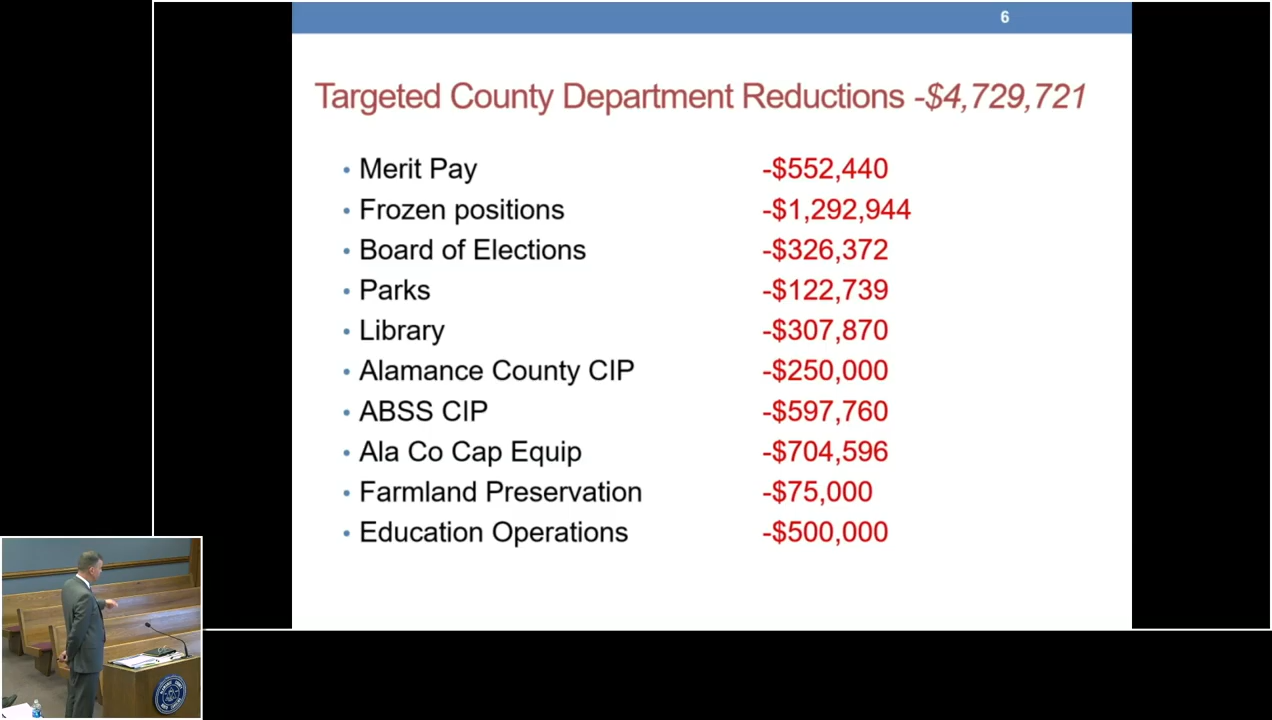 6
Targeted County Department Reductions -$4,729,721
• Merit Pay -$552,440
• Frozen positions -$1,292,944
• Board of Elections -$326,372
• Parks -$122,739
• Library -$307,870
• Alamance County CIP -$250,000
• ABSS CIP -$597,760
• Ala Co Cap Equip -$704,596
• Farmland Preservation -$75,000
• Education Operations -$500,000